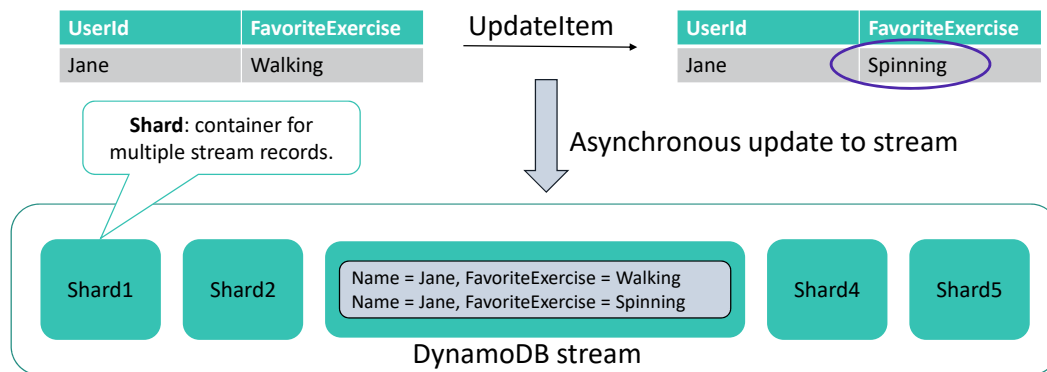 UserId FavoriteExercise
Jane Walking
UpdateItem
UserId FavoriteExercise
Jane Spinning
Shard: container for
multiple stream records.
Asynchronous update to stream
Shard1
Shard2
Name = Jane, FavoriteExercise = Walking
Name = Jane, FavoriteExercise = Spinning
Shard4
Shard5
DynamoDB stream